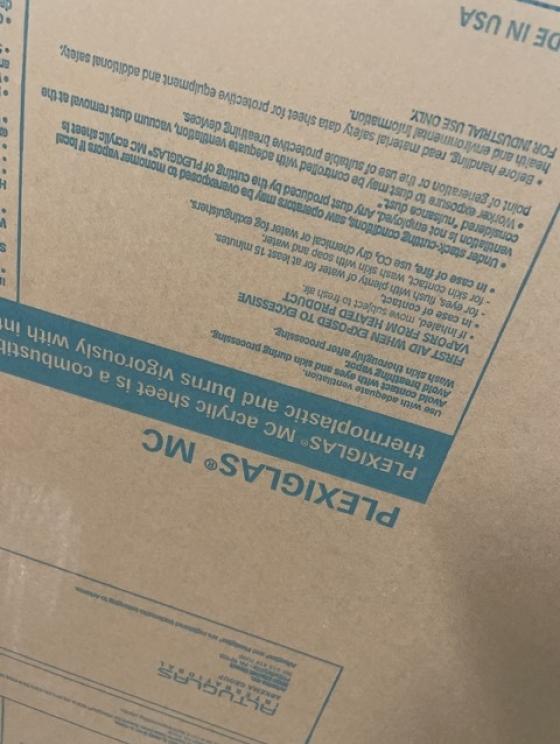 PLEXIGLAS® MC
PLEXIGLAS® MC acrylic sheet is a combustib
thermoplastic and burns vigorously with int
Use with adequate ventilation.
Avoid contact with eyes and skin during processing.
Avoid breathing vapor.
Wash skin thoroughly after processing.
FIRST AID WHEN EXPOSED TO EXCESSIVE
VAPORS FROM HEATED PRODUCT
• If inhaled, move subject to fresh air.
• In case of contact,
- for eyes, flush with plenty of water for at least 15 minutes.
- for skin contact, wash skin with soap and water.
• In case of fire, use CO₂ dry chemical or water fog extinguishers.
• Under stack-cutting conditions, saw operators may be overexposed to monomer vapors if local
ventilation is not employed. Any dust produced by the cutting of PLEXIGLAS® MC acrylic sheet is
considered "nuisance dust."
• Worker exposure to dust may be controlled with adequate ventilation, vacuum dust removal at the
point of generation or the use of suitable protective breathing devices.
• Before handling, read material safety data sheet for protective equipment and additional safety,
health and environmental information.
FOR INDUSTRIAL USE ONLY.
DE IN USA
ALTUGLAS
INTERNATIONAL
ARKEMA GROUP